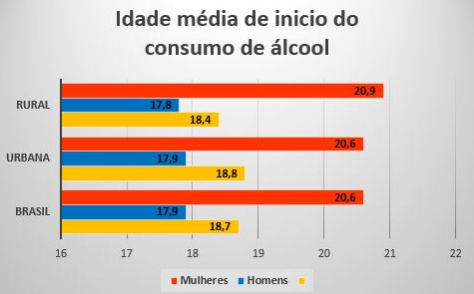 Idade média de inicio do
consumo de álcool
RURAL
20,9
17,8
18,4
URBANA
20,6
17,9
18,8
BRASIL
20,6
17,9
18,7
16 17 18 19 20 21 22
Mulheres Homens